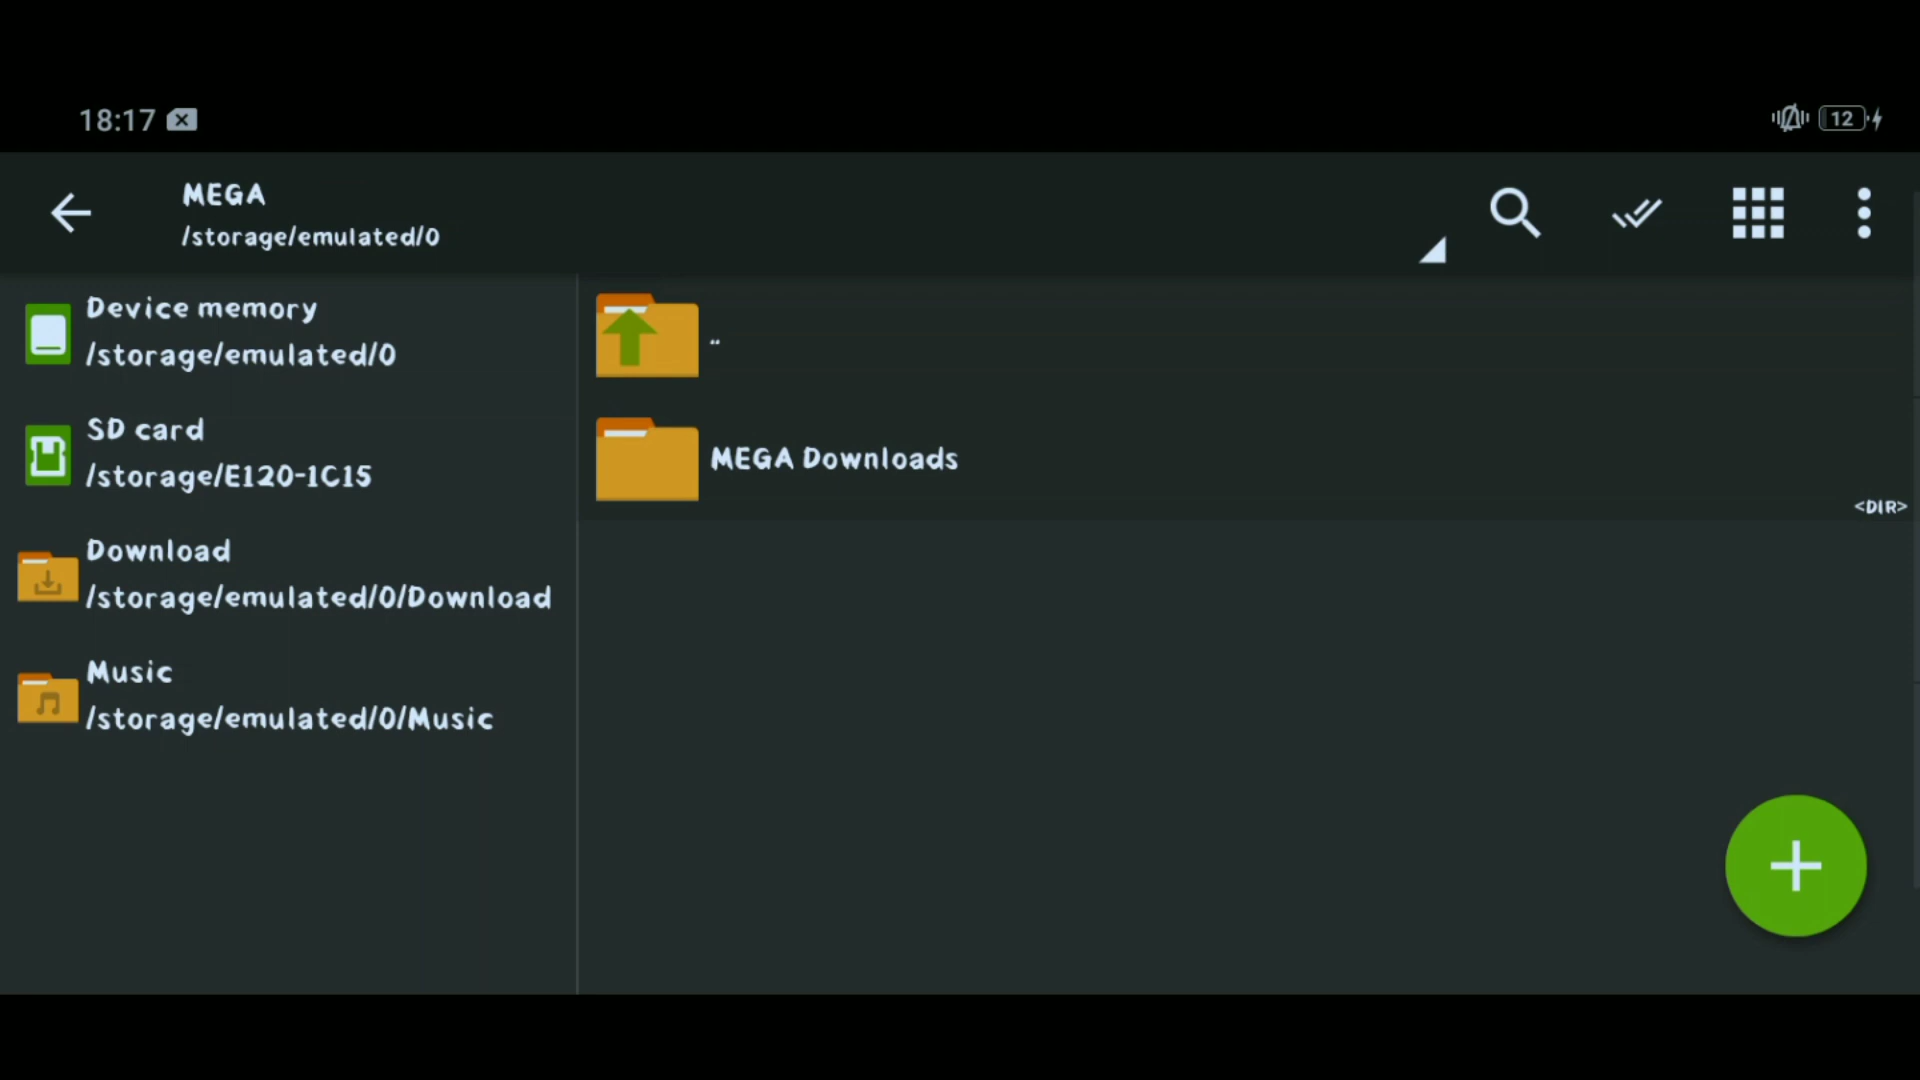 18:17
12
MEGA
/storage/emulated/0
Device memory
/storage/emulated/0
SD card
/storage/E120-1C15
Download
/storage/emulated/0/Download
Music
/storage/emulated/0/Music
..
MEGA Downloads
<DIR>